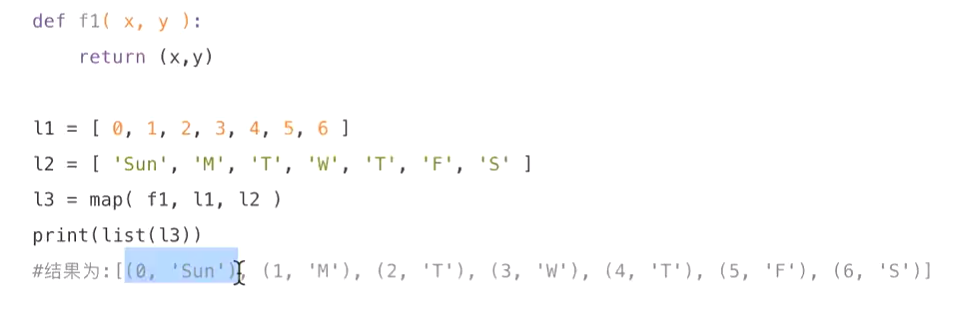 def f1( x, y ):
    return (x,y)
l1 = [ 0, 1, 2, 3, 4, 5, 6 ]
l2 = [ 'Sun', 'M', 'T', 'W', 'T', 'F', 'S' ]
l3 = map( f1, l1, l2 )
print(list(l3))
#结果为:[(0, 'Sun'), (1, 'M'), (2, 'T'), (3, 'W'), (4, 'T'), (5, 'F'), (6, 'S')]